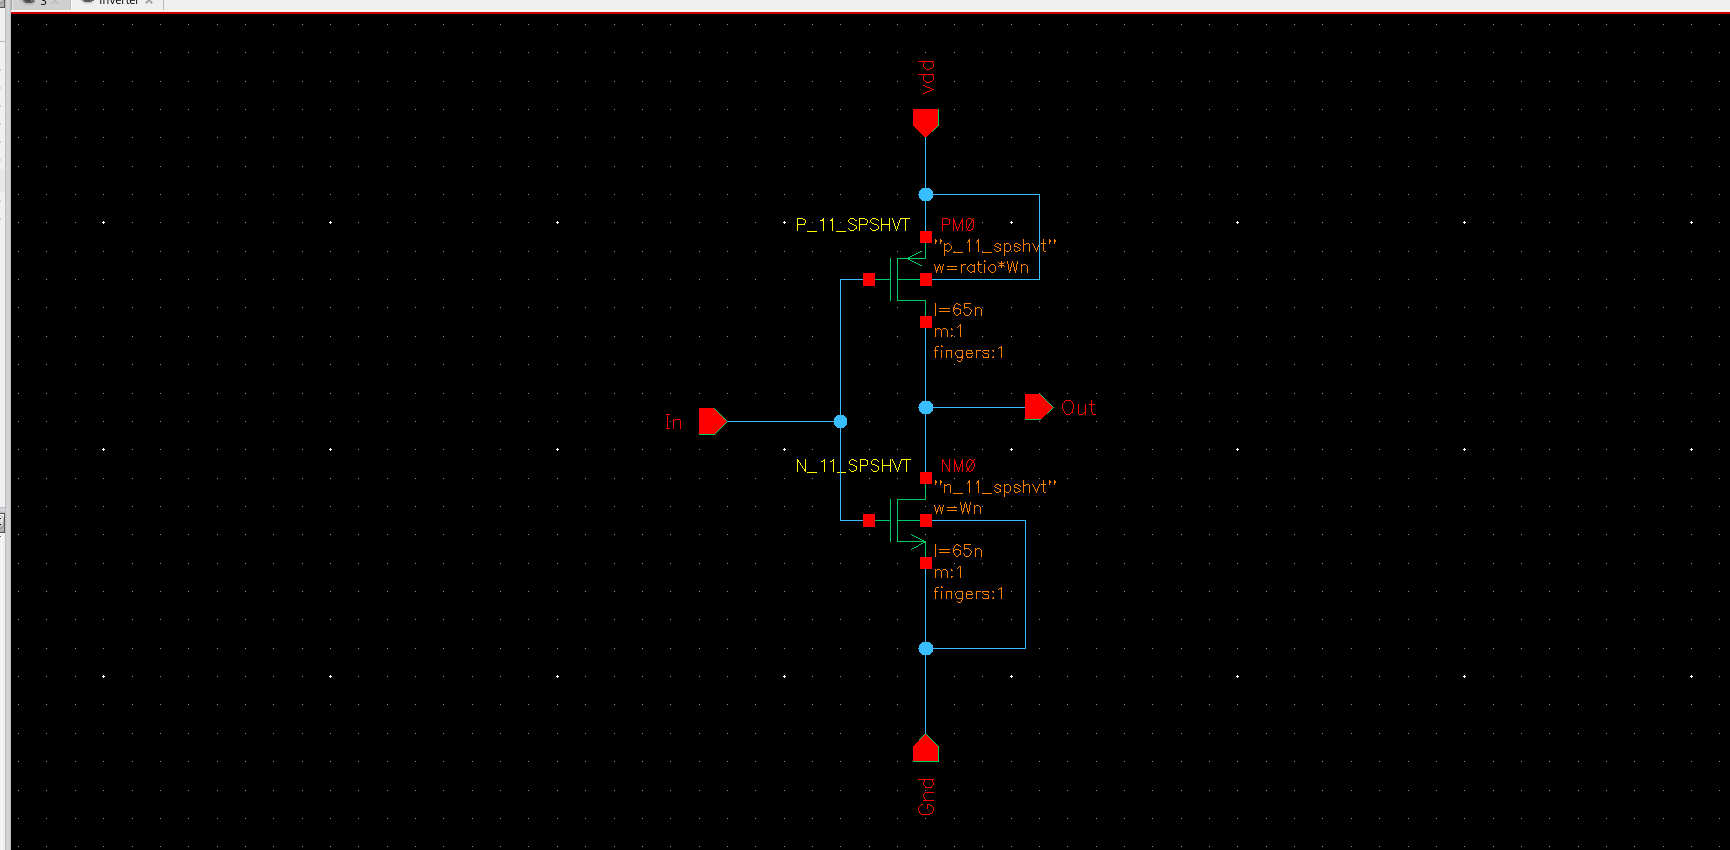 S
Inverter
vdd
P_11_SPSHVT
PM0
"p_11_spshvt"
w=ratio*Wn
l=65n
m:1
fingers:1
In
Out
N_11_SPSHVT
NM0
"n_11_spshvt"
w=Wn
l=65n
m:1
fingers:1
Gnd